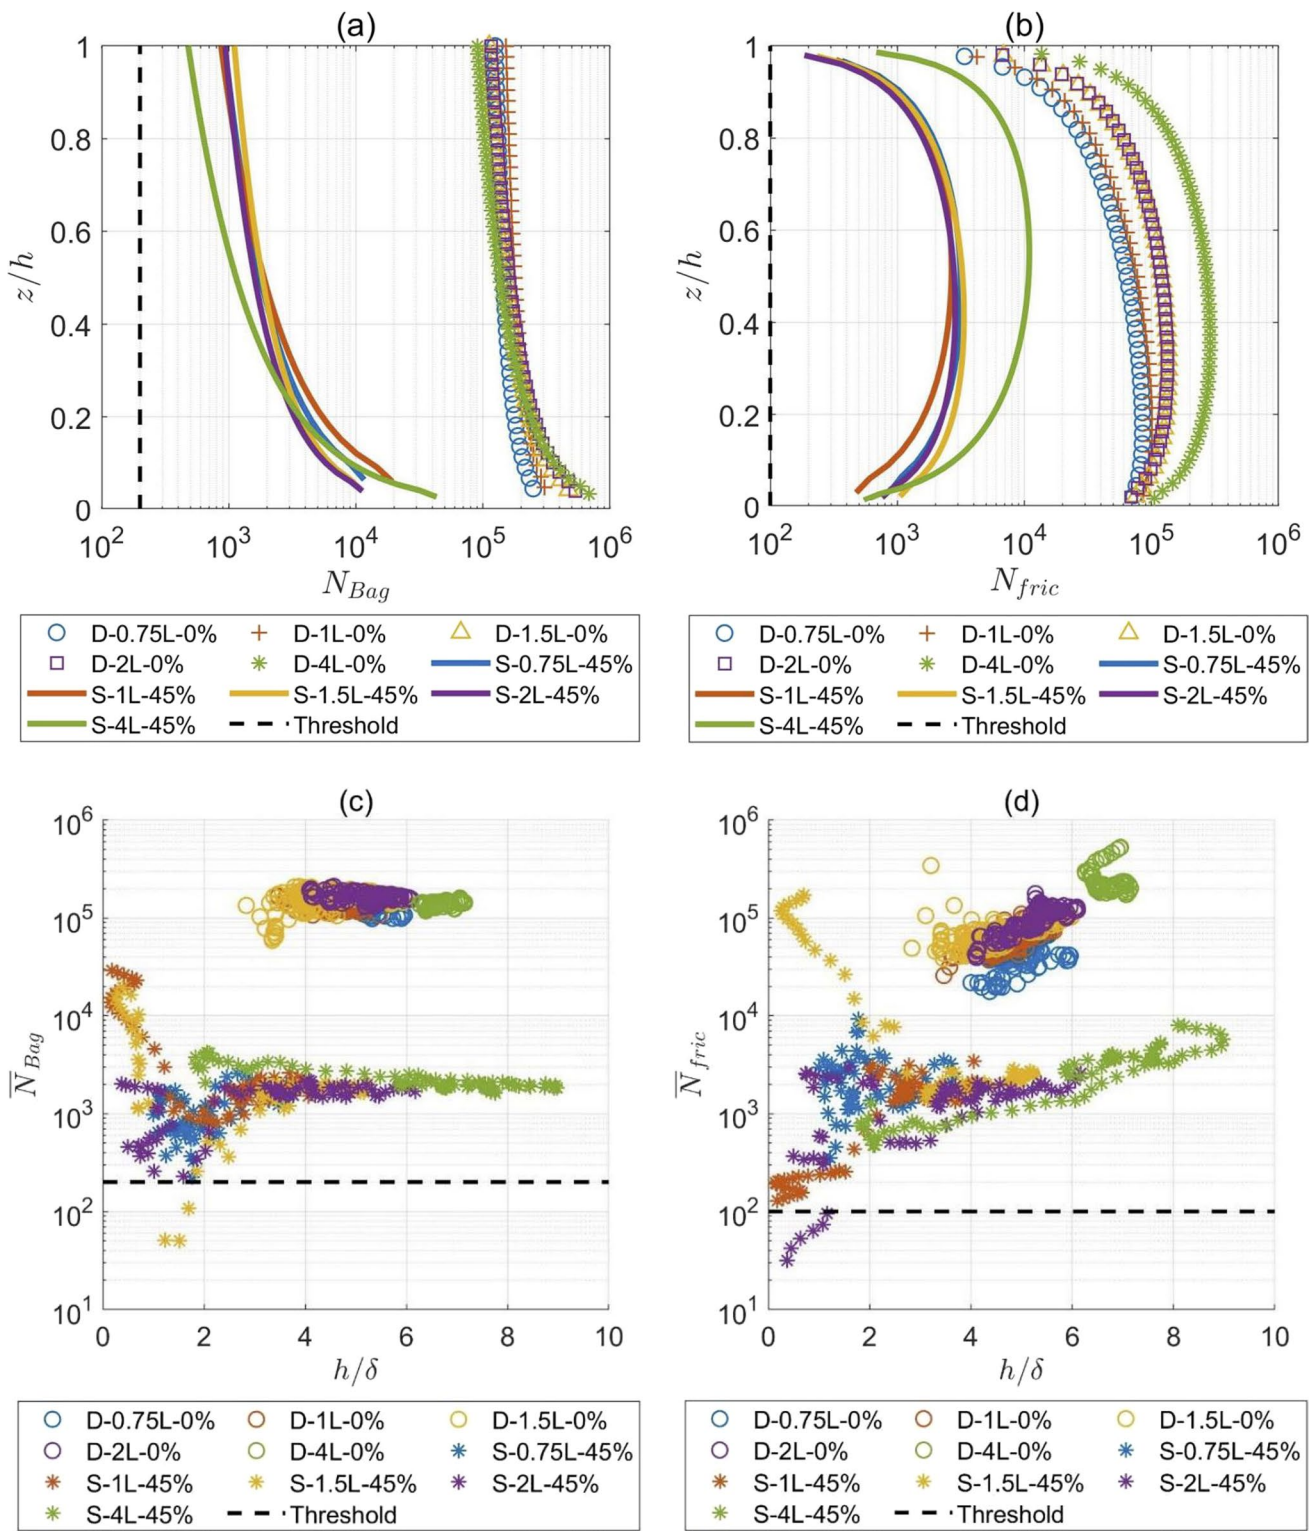 (a)
1
0.8
0.6
0.4
0.2
0
z/h
10^2 10^3 10^4 10^5 10^6
N_{Bag}
D-0.75L-0% D-1L-0% D-1.5L-0%
D-2L-0% D-4L-0% S-0.75L-45%
S-1L-45% S-1.5L-45% S-2L-45%
S-4L-45% Threshold
(b)
1
0.8
0.6
0.4
0.2
0
z/h
10^2 10^3 10^4 10^5 10^6
N_{fric}
D-0.75L-0% D-1L-0% D-1.5L-0%
D-2L-0% D-4L-0% S-0.75L-45%
S-1L-45% S-1.5L-45% S-2L-45%
S-4L-45% Threshold
(c)
10^6
10^5
10^4
10^3
10^2
10^1
N̅_{Bag}
0 2 4 6 8 10
h/δ
D-0.75L-0% D-1L-0% D-1.5L-0%
D-2L-0% D-4L-0% S-0.75L-45%
S-1L-45% S-1.5L-45% S-2L-45%
S-4L-45% Threshold
(d)
10^6
10^5
10^4
10^3
10^2
10^1
N̅_{fric}
0 2 4 6 8 10
h/δ
D-0.75L-0% D-1L-0% D-1.5L-0%
D-2L-0% D-4L-0% S-0.75L-45%
S-1L-45% S-1.5L-45% S-2L-45%
S-4L-45% Threshold